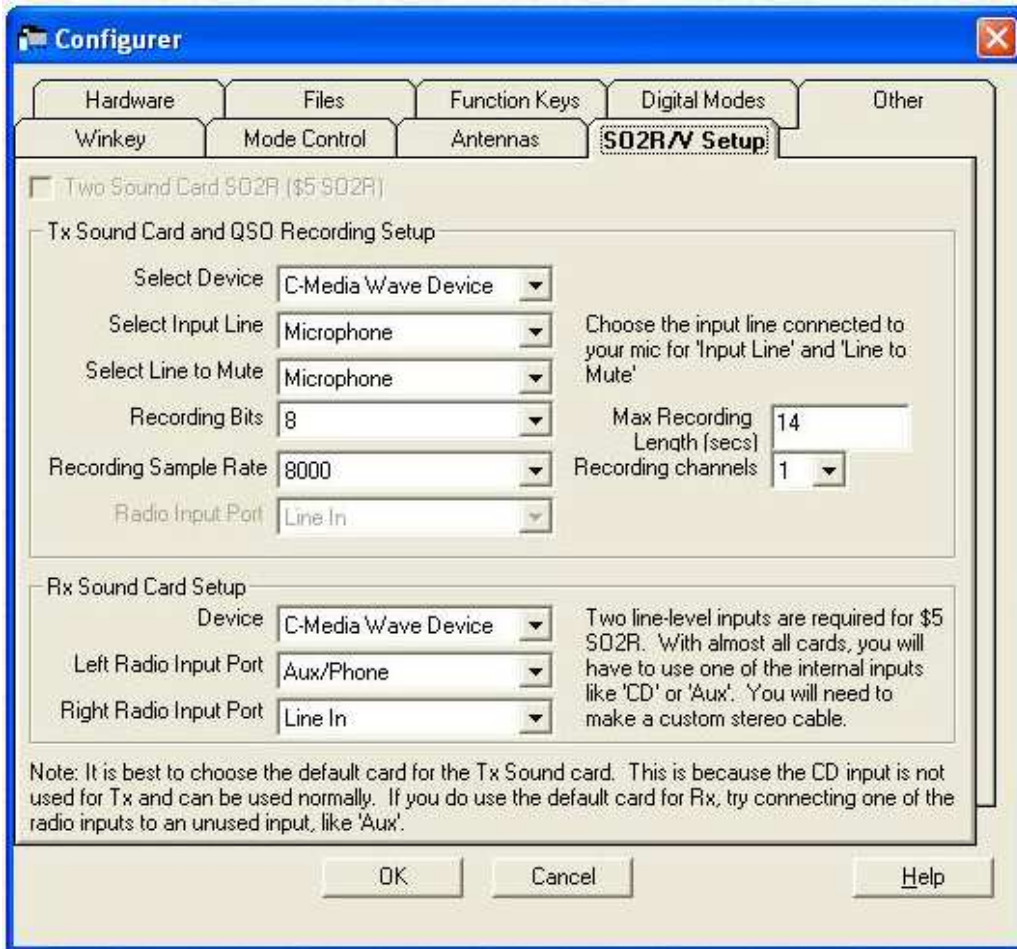 Configurer
Hardware
Files
Function Keys
Digital Modes
Other
Winkey
Mode Control
Antennas
SO2R/V Setup
Two Sound Card SO2R ($5 SO2R)
Tx Sound Card and QSO Recording Setup
Select Device
C-Media Wave Device
Select Input Line
Microphone
Choose the input line connected to
your mic for 'Input Line' and 'Line to
Mute'
Select Line to Mute
Microphone
Recording Bits
8
Max Recording
Length (secs)
14
Recording Sample Rate
8000
Recording channels
1
Radio Input Port
Line In
Rx Sound Card Setup
Device
C-Media Wave Device
Two line-level inputs are required for $5
SO2R. With almost all cards, you will
have to use one of the internal inputs
like 'CD' or 'Aux'. You will need to
make a custom stereo cable.
Left Radio Input Port
Aux/Phone
Right Radio Input Port
Line In
Note: It is best to choose the default card for the Tx Sound card. This is because the CD input is not
used for Tx and can be used normally. If you do use the default card for Rx, try connecting one of the
radio inputs to an unused input, like 'Aux'.
OK
Cancel
Help